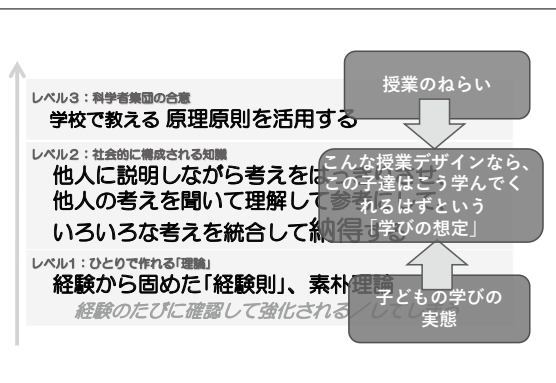 レベル3：科学者集団の合意
学校で教える 原理原則を活用する
レベル2：社会的に構成される知識
他人に説明しながら考えをは
他人の考えを聞いて理解して参考にして
いろいろな考えを統合して納得する
レベル1：ひとりで作れる「理論」
経験から固めた「経験則」、素朴理論
経験のたびに確認して強化される
授業のねらい
こんな授業デザインなら、
この子達はこう学んでく
れるはずという
「学びの想定」
子どもの学びの
実態